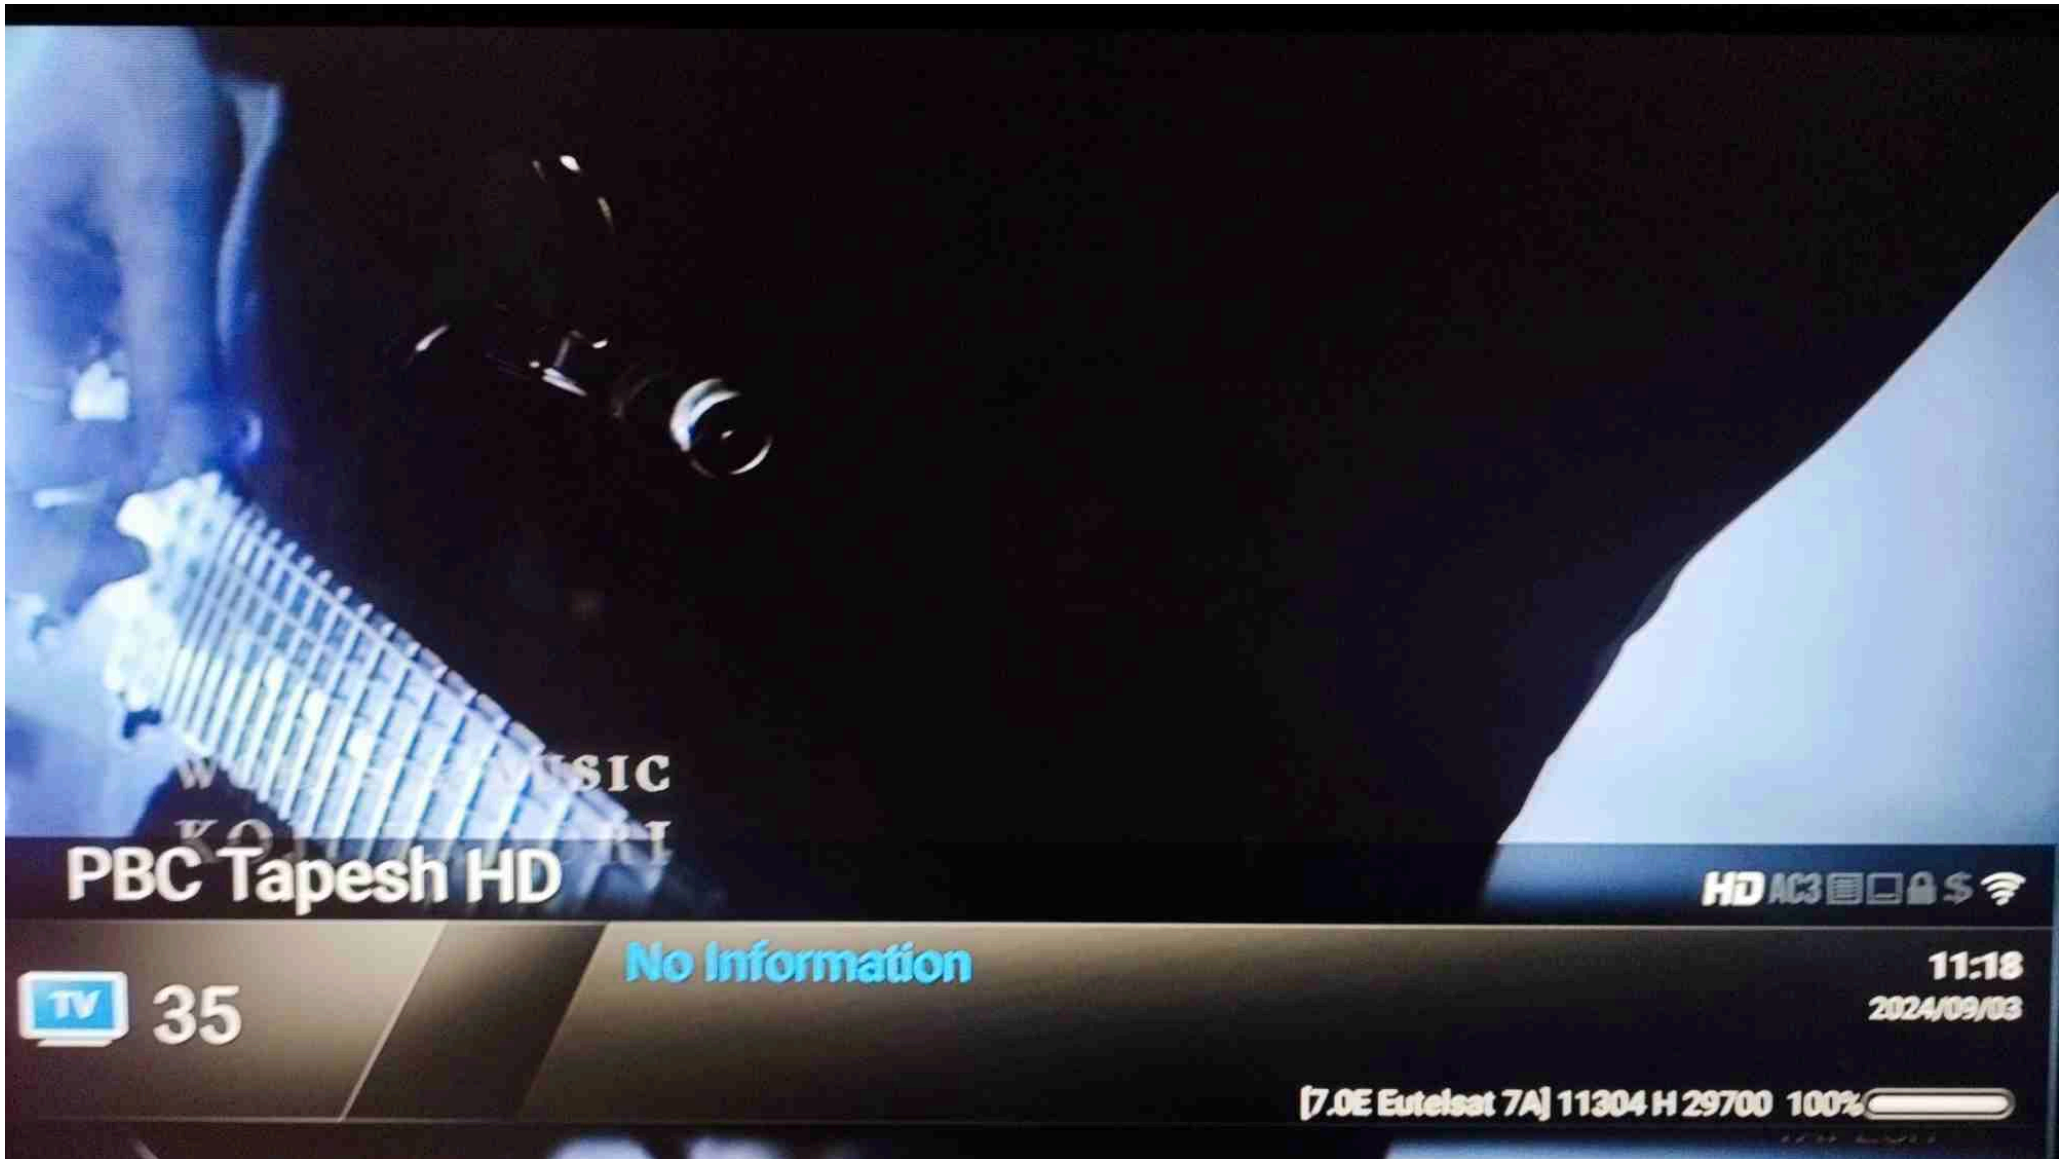 MUSIC
PBC Tapesh HD
HD AC3 $
No Information
TV 35
11:18
2024/09/03
[7.0E Eutelsat 7A] 11304 H 29700 100%